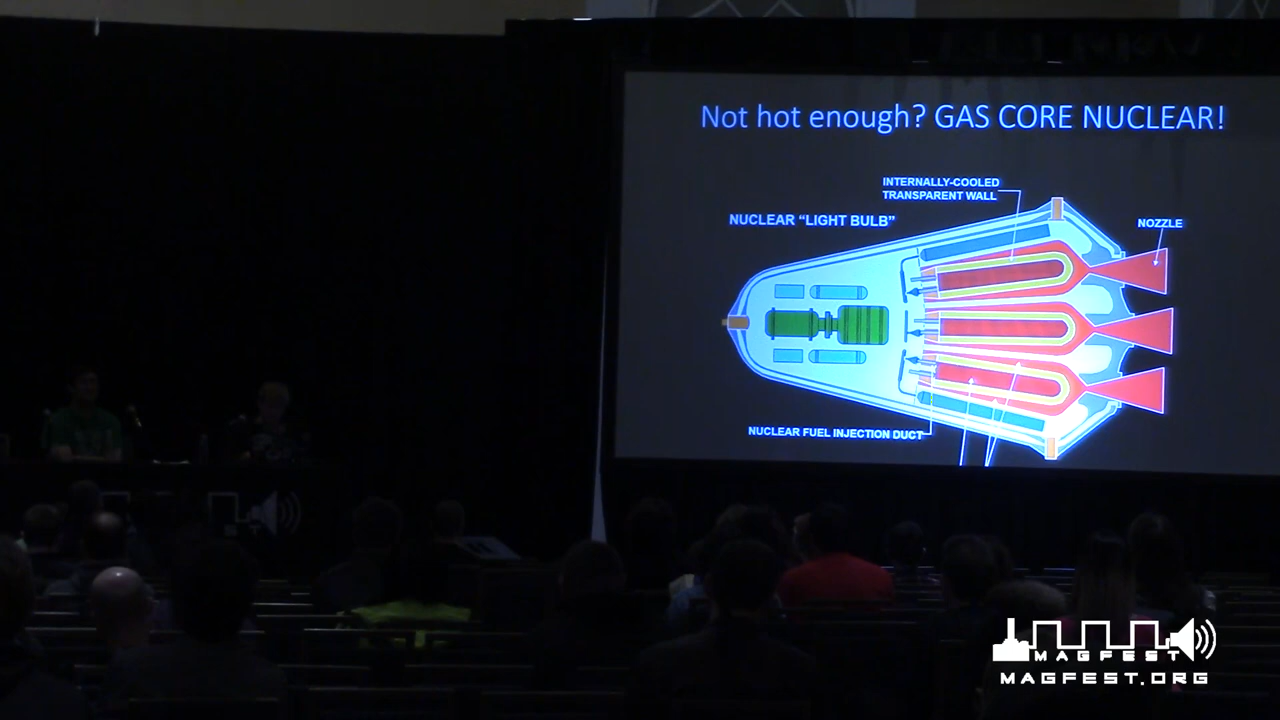 Not hot enough? GAS CORE NUCLEAR!
INTERNALLY-COOLED
TRANSPARENT WALL
NUCLEAR “LIGHT BULB”
NOZZLE
NUCLEAR FUEL INJECTION DUCT
MAGFEST
MAGFEST.ORG